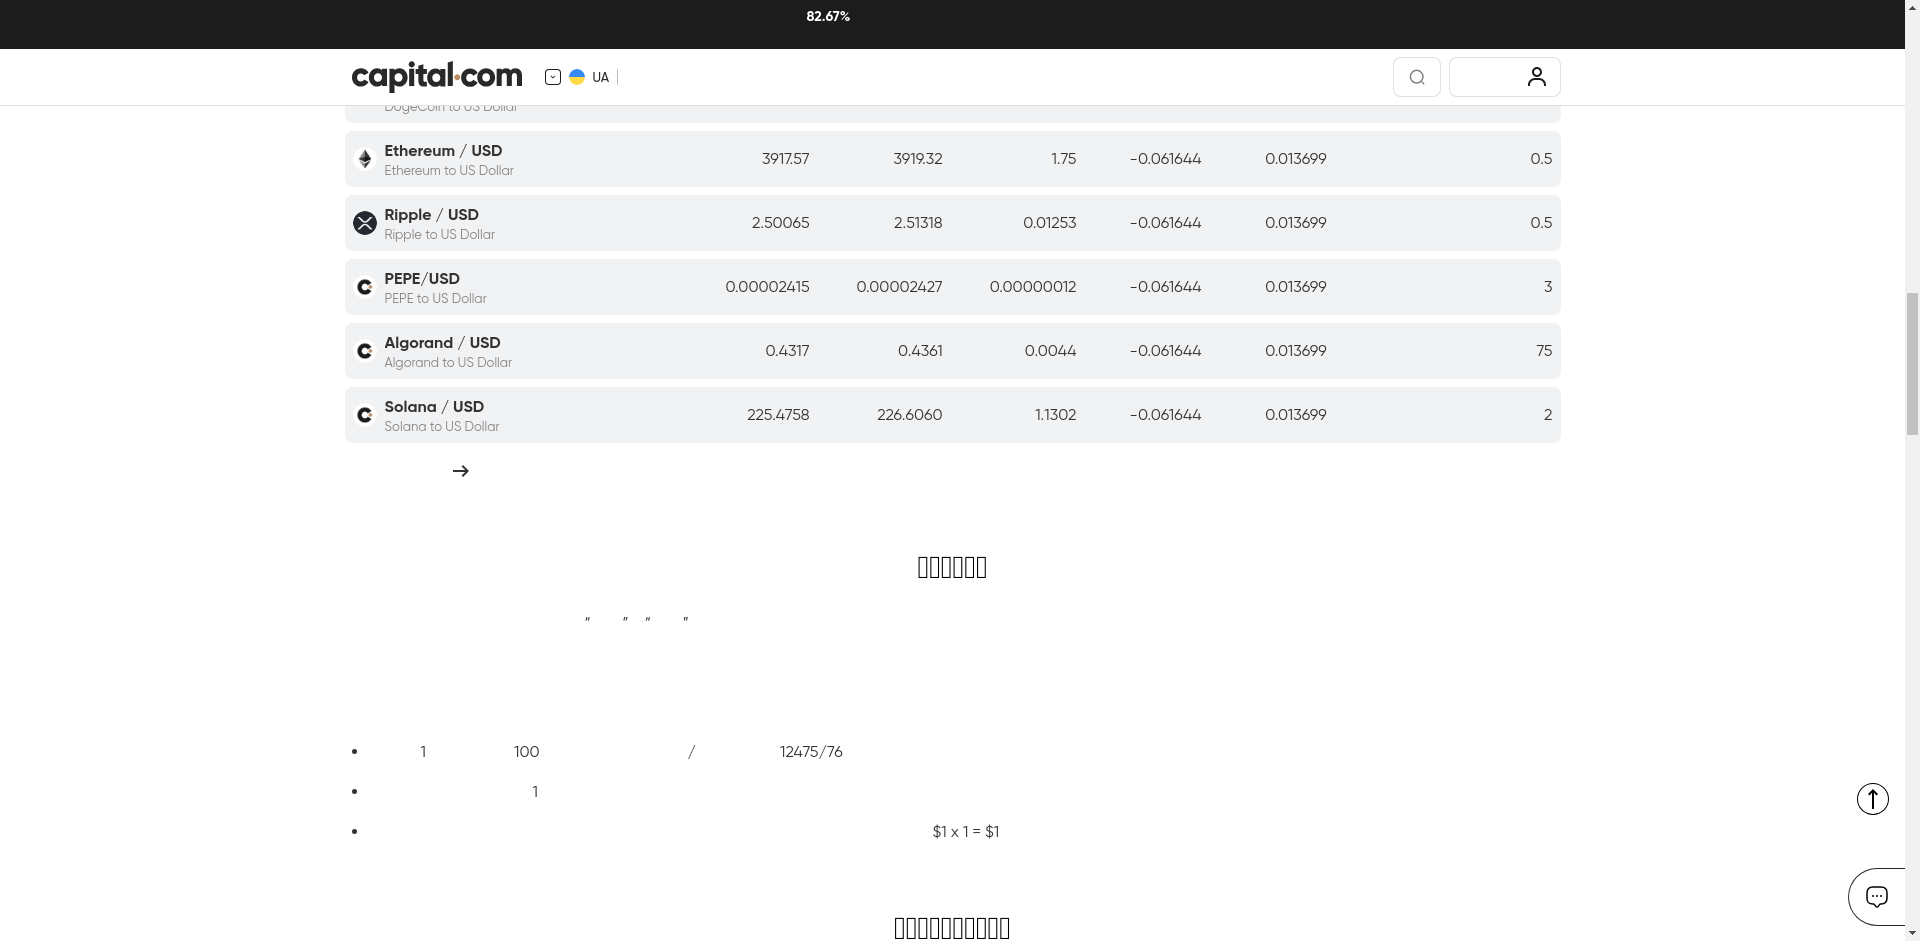 82.67%
capital.com
UA
DogeCoin to US Dollar
Ethereum / USD 3917.57 3919.32 1.75 -0.061644 0.013699 0.5
Ethereum to US Dollar
Ripple / USD 2.50065 2.51318 0.01253 -0.061644 0.013699 0.5
Ripple to US Dollar
PEPE/USD 0.00002415 0.00002427 0.00000012 -0.061644 0.013699 3
PEPE to US Dollar
Algorand / USD 0.4317 0.4361 0.0044 -0.061644 0.013699 75
Algorand to US Dollar
Solana / USD 225.4758 226.6060 1.1302 -0.061644 0.013699 2
Solana to US Dollar
“ ” “ ”
• 1 100 / 12475/76
• 1
• $1 x 1 = $1